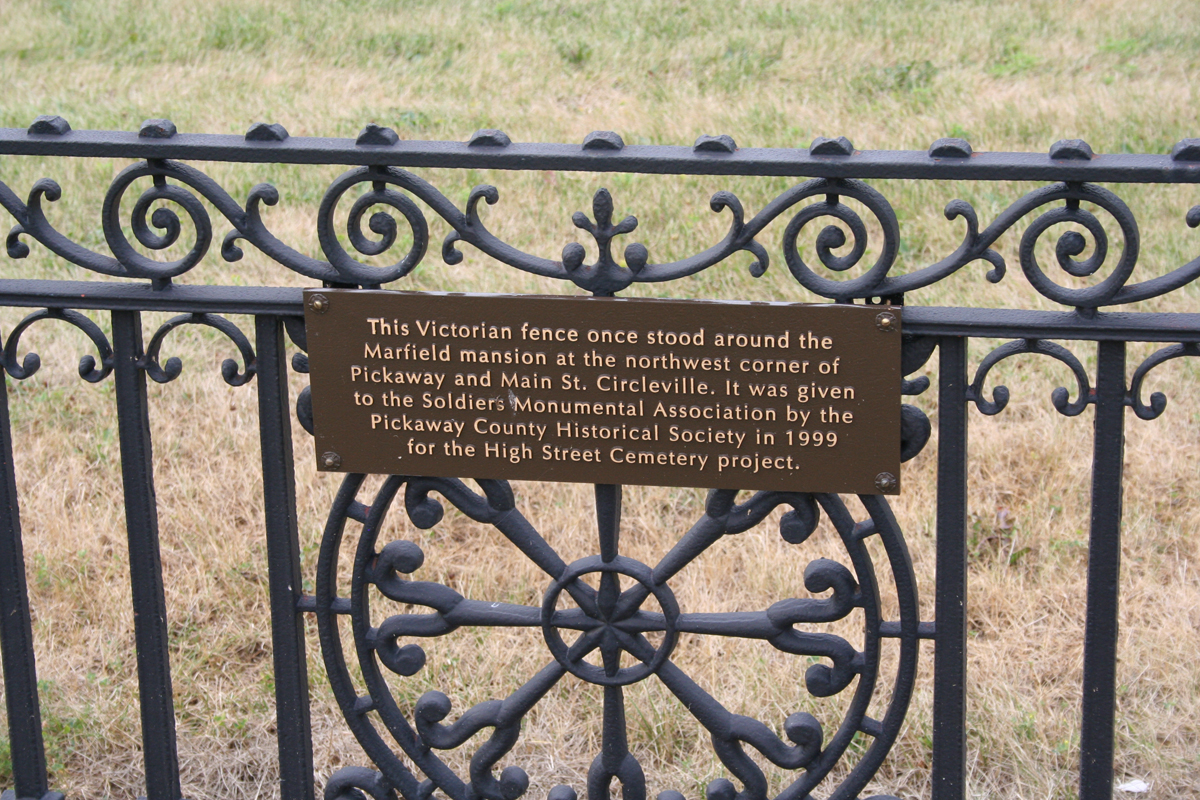 This Victorian fence once stood around the
Marfield mansion at the northwest corner of
Pickaway and Main St. Circleville. It was given
to the Soldiers Monumental Association by the
Pickaway County Historical Society in 1999
for the High Street Cemetery project.